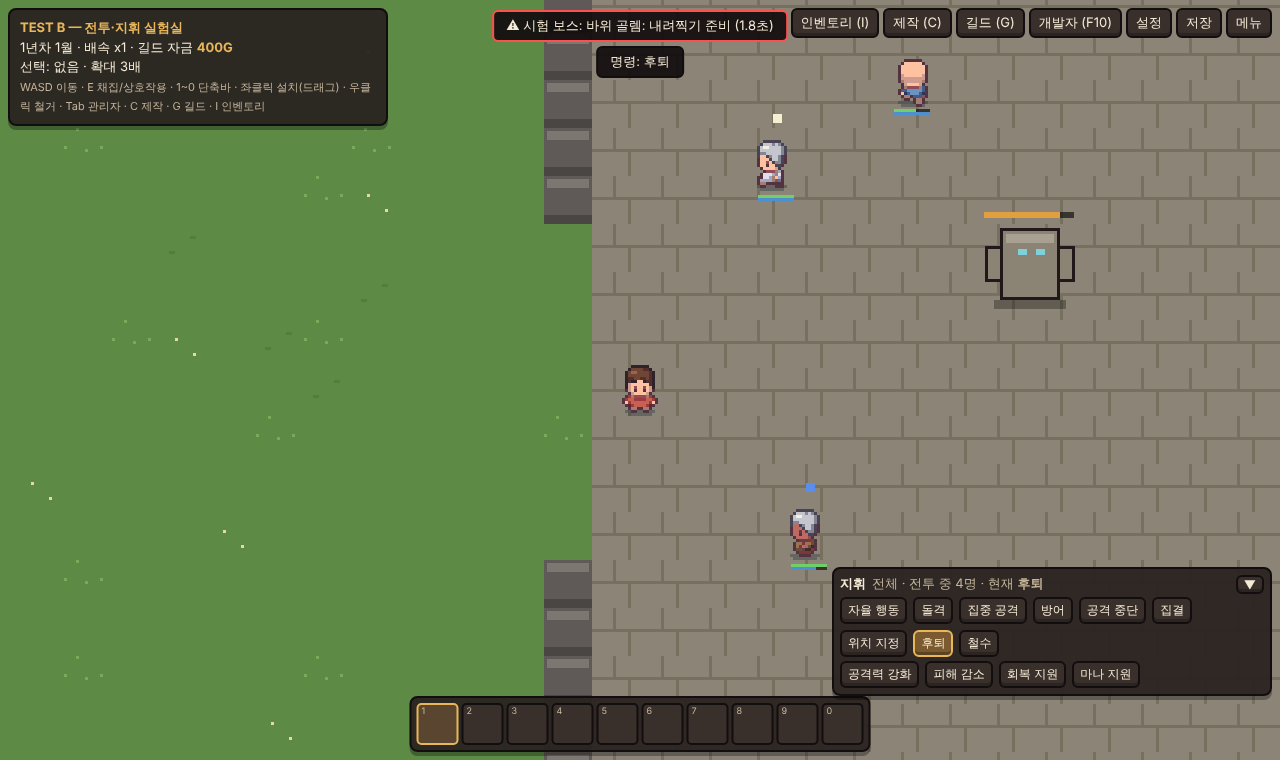 TEST B — 전투·지휘 실험실
1년차 1월 · 배속 x1 · 길드 자금 400G
선택: 없음 · 확대 3배
WASD 이동 · E 채집/상호작용 · 1~0 단축바 · 좌클릭 설치(드래그) · 우클
릭 철거 · Tab 관리자 · C 제작 · G 길드 · I 인벤토리
⚠ 시험 보스: 바위 골렘: 내려찍기 준비 (1.8초)
인벤토리 (I) 제작 (C) 길드 (G) 개발자 (F10) 설정 저장 메뉴
명령: 후퇴
지휘 전체 · 전투 중 4명 · 현재 후퇴 ▼
자율 행동 돌격 집중 공격 방어 공격 중단 집결
위치 지정 후퇴 철수
공격력 강화 피해 감소 회복 지원 마나 지원
1 2 3 4 5 6 7 8 9 0